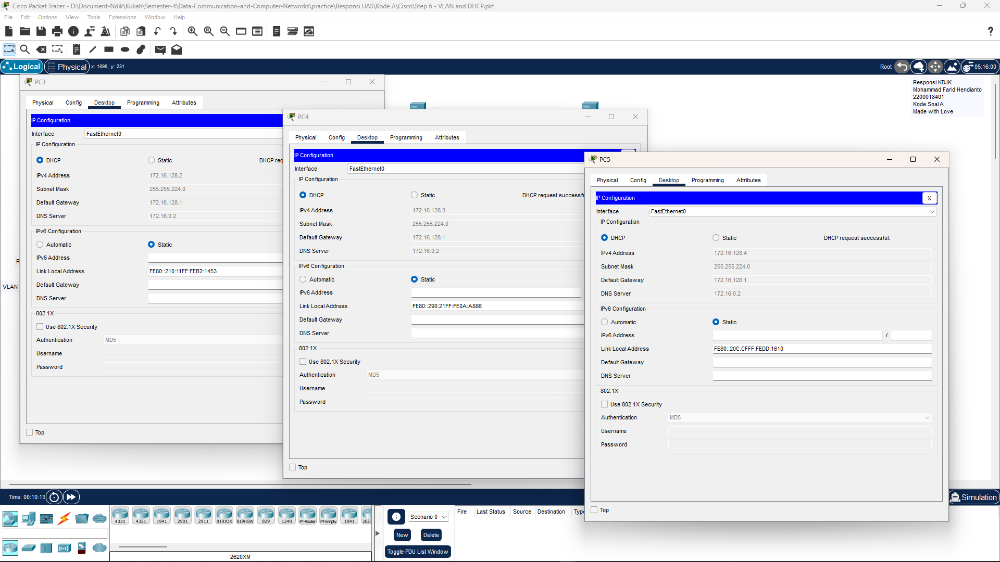 Cisco Packet Tracer - D:\Document-Ndik\Kuliah\Semester-4\Data-Communication-and-Computer-Networks\practice\Responsi UAS\Kode A\Cisco\Step 6 - VLAN and DHCP.pkt
File Edit Options View Tools Extensions Window Help
?
Logical Physical x: 1898, y: 231 Root 05:16:00
Responsi KDJK
Mohammad Farid Hendianto
2200018401
Kode Soal A
Made with Love
R
VLAN
PC3
Physical Config Desktop Programming Attributes
IP Configuration
Interface FastEthernet0
IP Configuration
DHCP Static DHCP req
IPv4 Address 172.16.128.2
Subnet Mask 255.255.224.0
Default Gateway 172.16.128.1
DNS Server 172.16.0.2
IPv6 Configuration
Automatic Static
IPv6 Address
Link Local Address FE80::210:11FF:FEB2:1453
Default Gateway
DNS Server
802.1X
Use 802.1X Security
Authentication MD5
Username
Password
Top
PC4
Physical Config Desktop Programming Attributes
IP Configuration
Interface FastEthernet0
IP Configuration
DHCP Static DHCP request successfu
IPv4 Address 172.16.128.3
Subnet Mask 255.255.224.0
Default Gateway 172.16.128.1
DNS Server 172.16.0.2
IPv6 Configuration
Automatic Static
IPv6 Address
Link Local Address FE80::290:21FF:FE0A:A886
Default Gateway
DNS Server
802.1X
Use 802.1X Security
Authentication MD5
Username
Password
Top
PC5
Physical Config Desktop Programming Attributes
IP Configuration X
Interface FastEthernet0
IP Configuration
DHCP Static DHCP request successful.
IPv4 Address 172.16.128.4
Subnet Mask 255.255.224.0
Default Gateway 172.16.128.1
DNS Server 172.16.0.2
IPv6 Configuration
Automatic Static
IPv6 Address /
Link Local Address FE80::20C:CFFF:FEDD:1610
Default Gateway
DNS Server
802.1X
Use 802.1X Security
Authentication MD5
Username
Password
Top
Time: 00:10:13 Simulation
4331 4321 1941 2901 2911 819IOX 819HGW 829 1240 PT-Router PT-Empty 1841 2620
2620XM
Scenario 0
New Delete
Toggle PDU List Window
Fire Last Status Source Destination Type